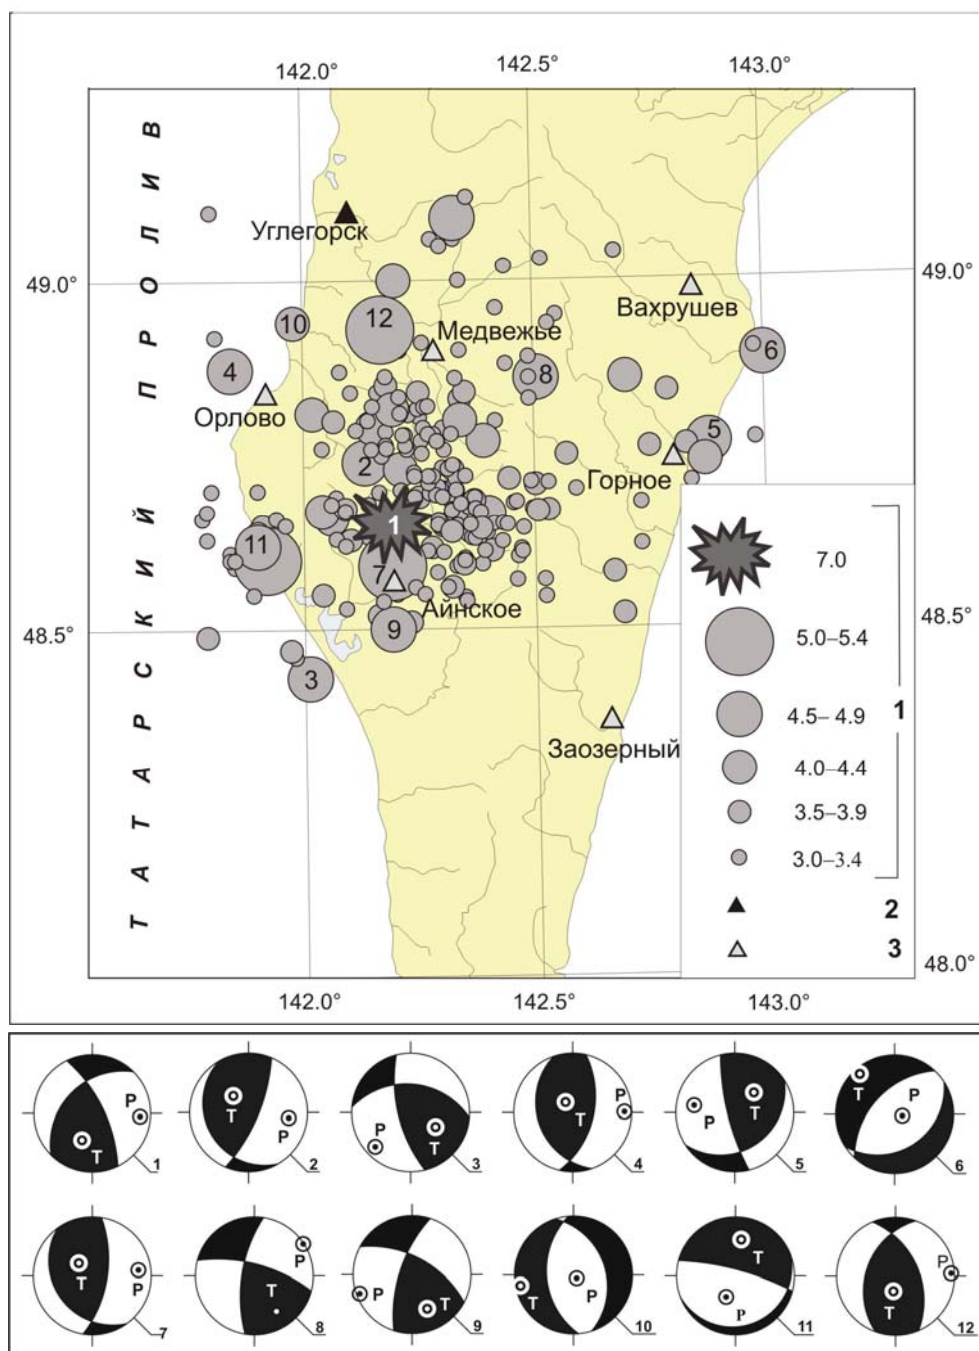 142.0°
142.5°
143.0°
ТАТАРСКИЙ ПРОЛИВ
Углегорск
49.0°
49.0°
Вахрушев
10
12
Медвежье
6
4
8
Орлово
5
2
Горное
1
11
7
7.0
Айнское
48.5°
48.5°
9
5.0–5.4
3
4.5–4.9
1
Заозерный
4.0–4.4
3.5–3.9
3.0–3.4
2
3
48.0°
142.0°
142.5°
143.0°
P
T
1
T
P
2
P
T
3
T
P
4
P
T
5
T
P
6
T
P
7
P
T
8
P
T
9
P
T
10
T
P
11
P
T
12